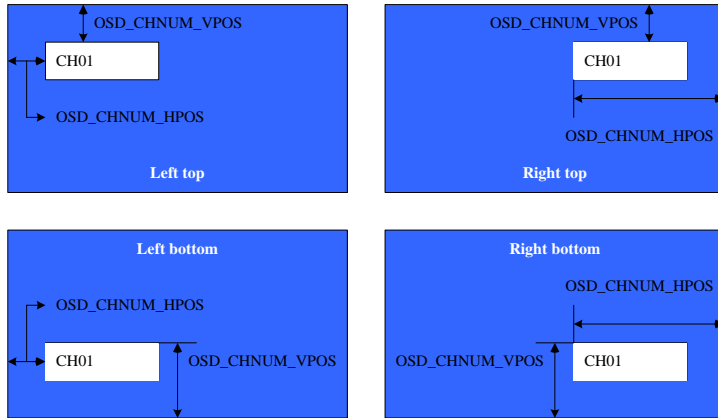 OSD_CHNUM_VPOS
CH01
OSD_CHNUM_HPOS
Left top
OSD_CHNUM_VPOS
CH01
OSD_CHNUM_HPOS
Right top
Left bottom
OSD_CHNUM_HPOS
CH01
OSD_CHNUM_VPOS
Right bottom
OSD_CHNUM_HPOS
OSD_CHNUM_VPOS
CH01